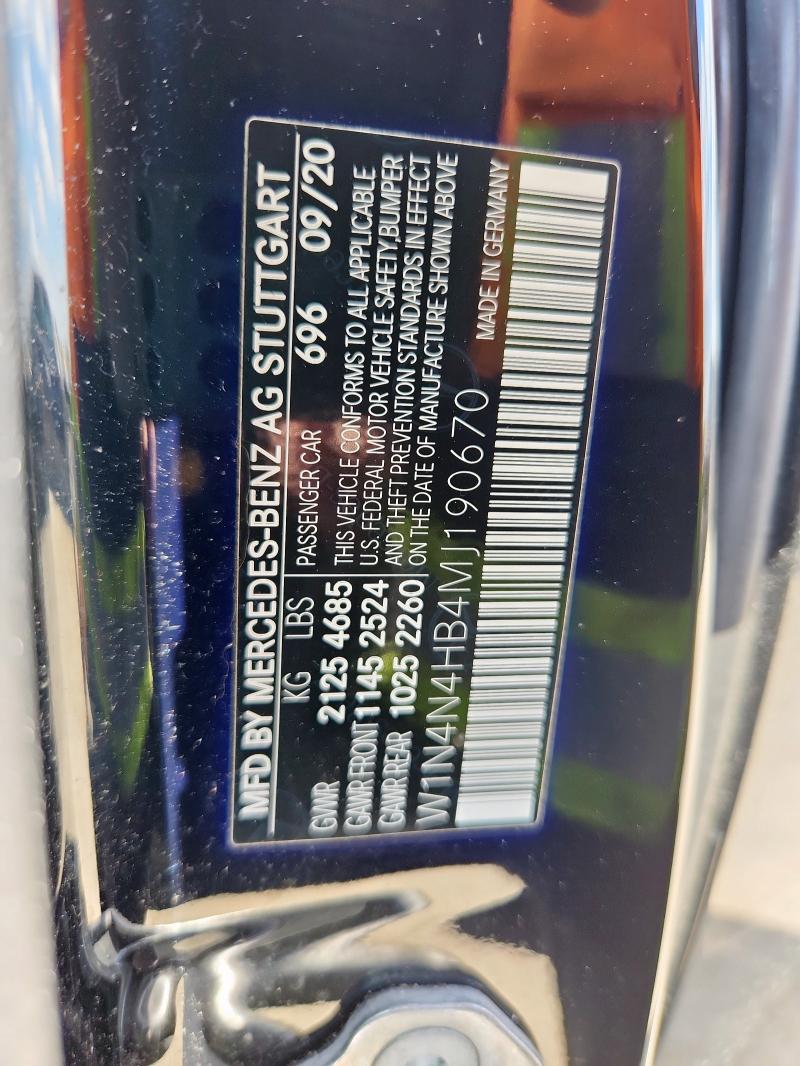 MFD BY MERCEDES-BENZ AG STUTTGART
KG LBS
GWR 2125 4685
GAWR FRONT 1145 2524
GAWR REAR 1025 2260
PASSENGER CAR 696 09/20
THIS VEHICLE CONFORMS TO ALL APPLICABLE
U.S. FEDERAL MOTOR VEHICLE SAFETY,BUMPER
AND THEFT PREVENTION STANDARDS IN EFFECT
ON THE DATE OF MANUFACTURE SHOWN ABOVE
W1N4N4HB4MJ190670
MADE IN GERMANY